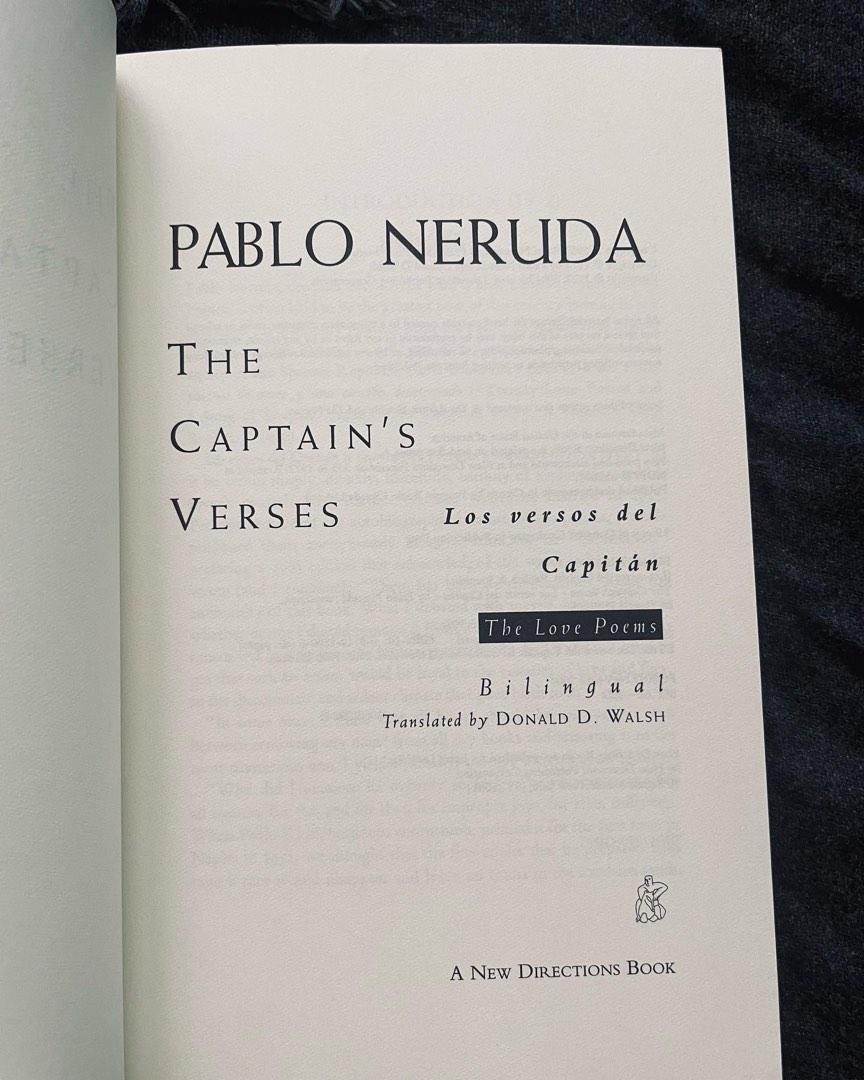 PABLO NERUDA
THE
CAPTAIN'S
VERSES
Los versos del
Capitán
The Love Poems
Bilingual
Translated by DONALD D. WALSH
A NEW DIRECTIONS BOOK